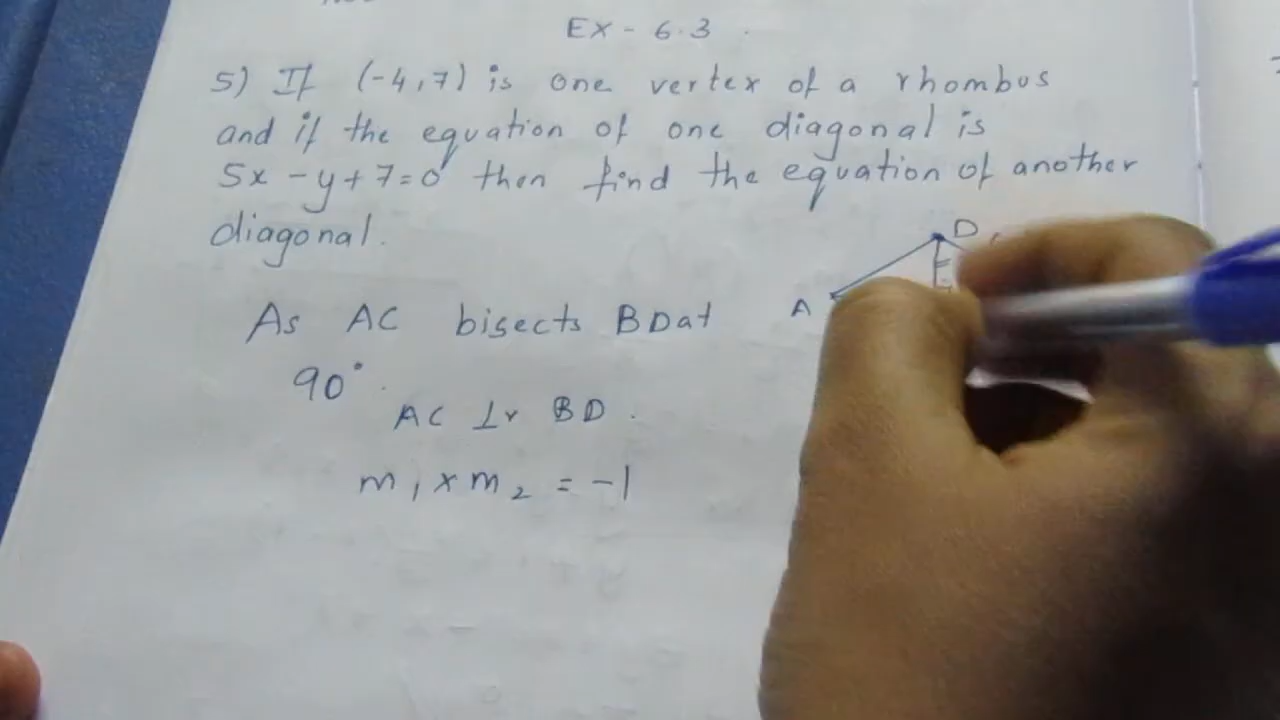 EX - 6.3
5) If (-4,7) is one vertex of a rhombus
and if the equation of one diagonal is
5x - y + 7 = 0 then find the equation of another
diagonal.
D
A
As AC bisects BD at
90°.
AC ⊥r BD.
m₁ × m₂ = -1